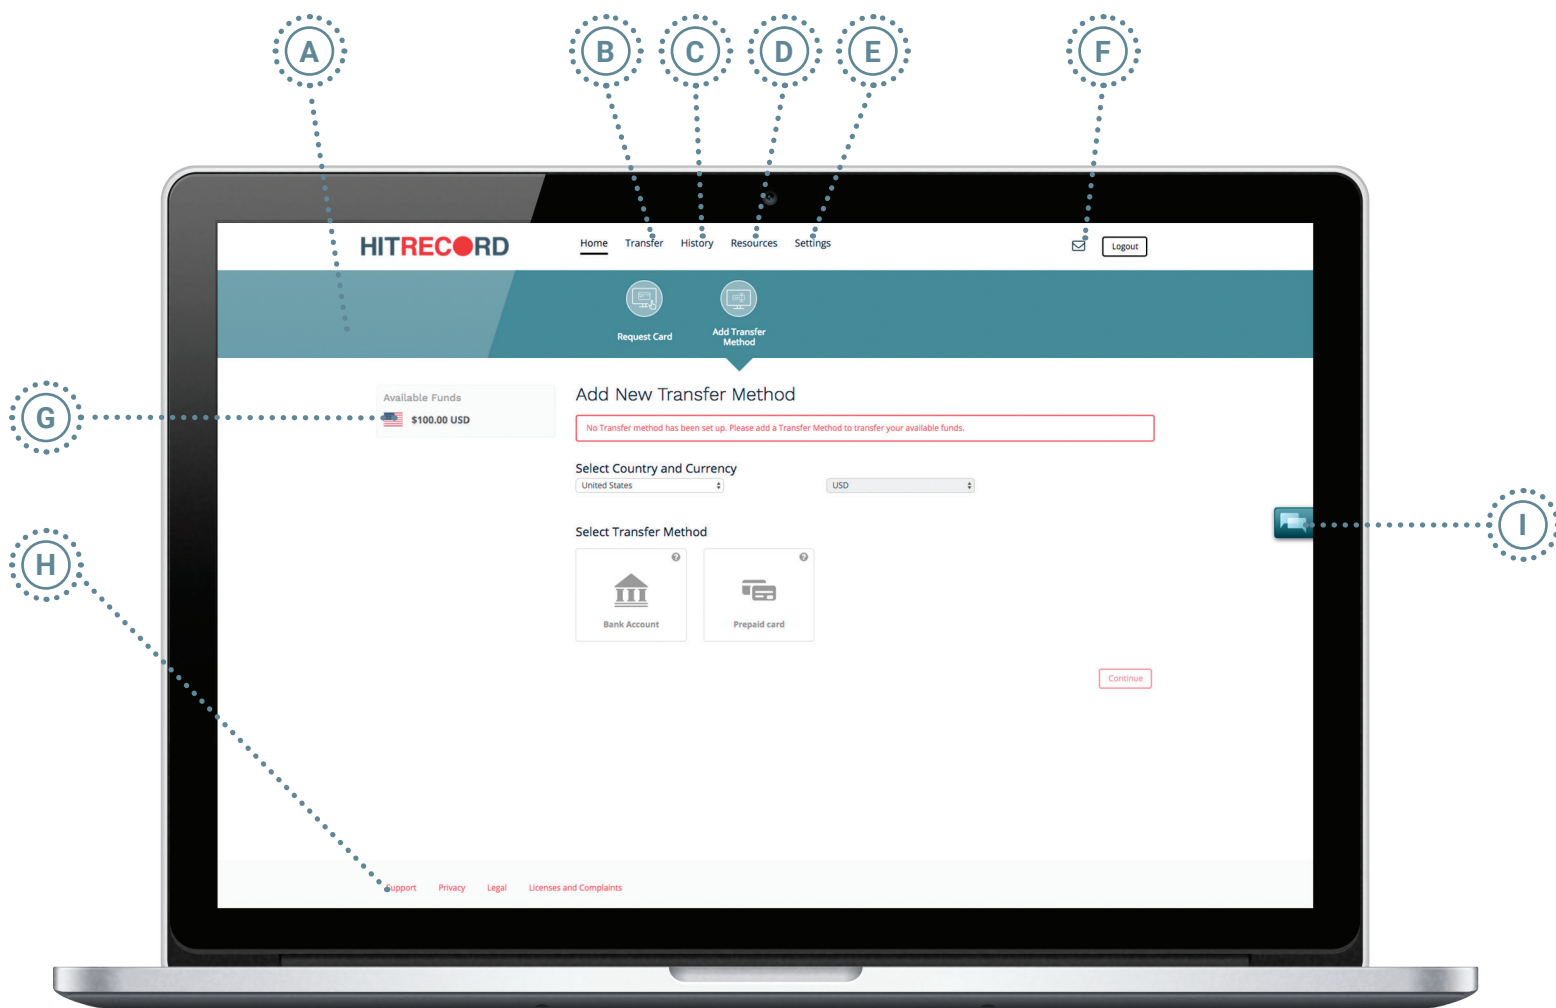 A
B
C
D
E
F
HITRECORD
Home
Transfer
History
Resources
Settings
Logout
Request Card
Add Transfer
Method
G
Available Funds
$100.00 USD
Add New Transfer Method
No Transfer method has been set up. Please add a Transfer Method to transfer your available funds.
Select Country and Currency
United States
USD
I
Select Transfer Method
H
Bank Account
Prepaid card
Continue
Support
Privacy
Legal
Licenses and Complaints